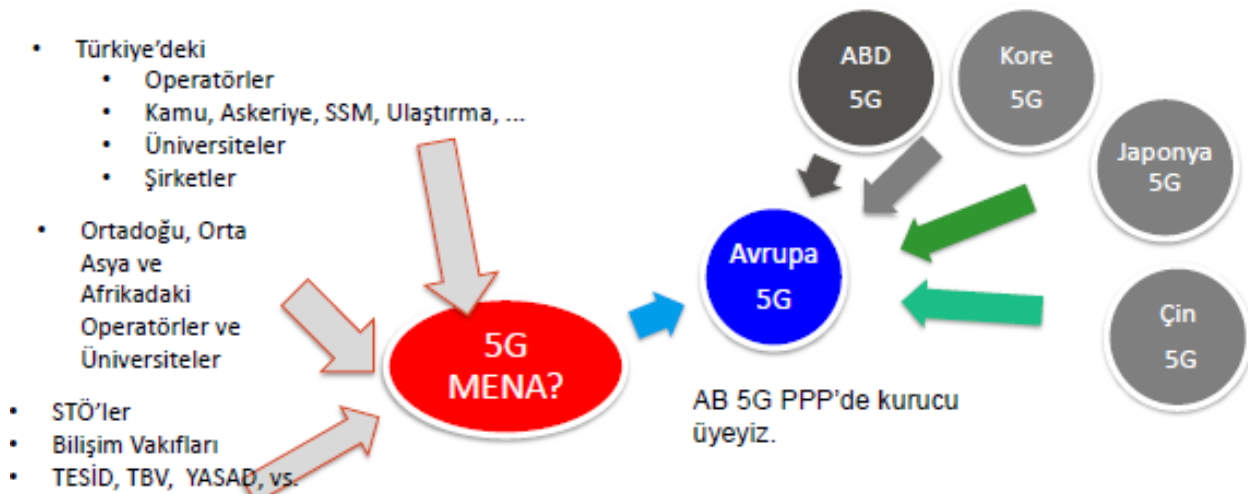 • Türkiye’deki
• Operatörler
• Kamu, Askeriye, SSM, Ulaştırma, ...
• Üniversiteler
• Şirketler
• Ortadoğu, Orta
Asya ve
Afrikadaki
Operatörler ve
Üniversiteler
• STÖ’ler
• Bilişim Vakıfları
• TESİD, TBV, YASAD, vs.
5G
MENA?
Avrupa
5G
AB 5G PPP’de kurucu
üyeyiz.
ABD
5G
Kore
5G
Japonya
5G
Çin
5G